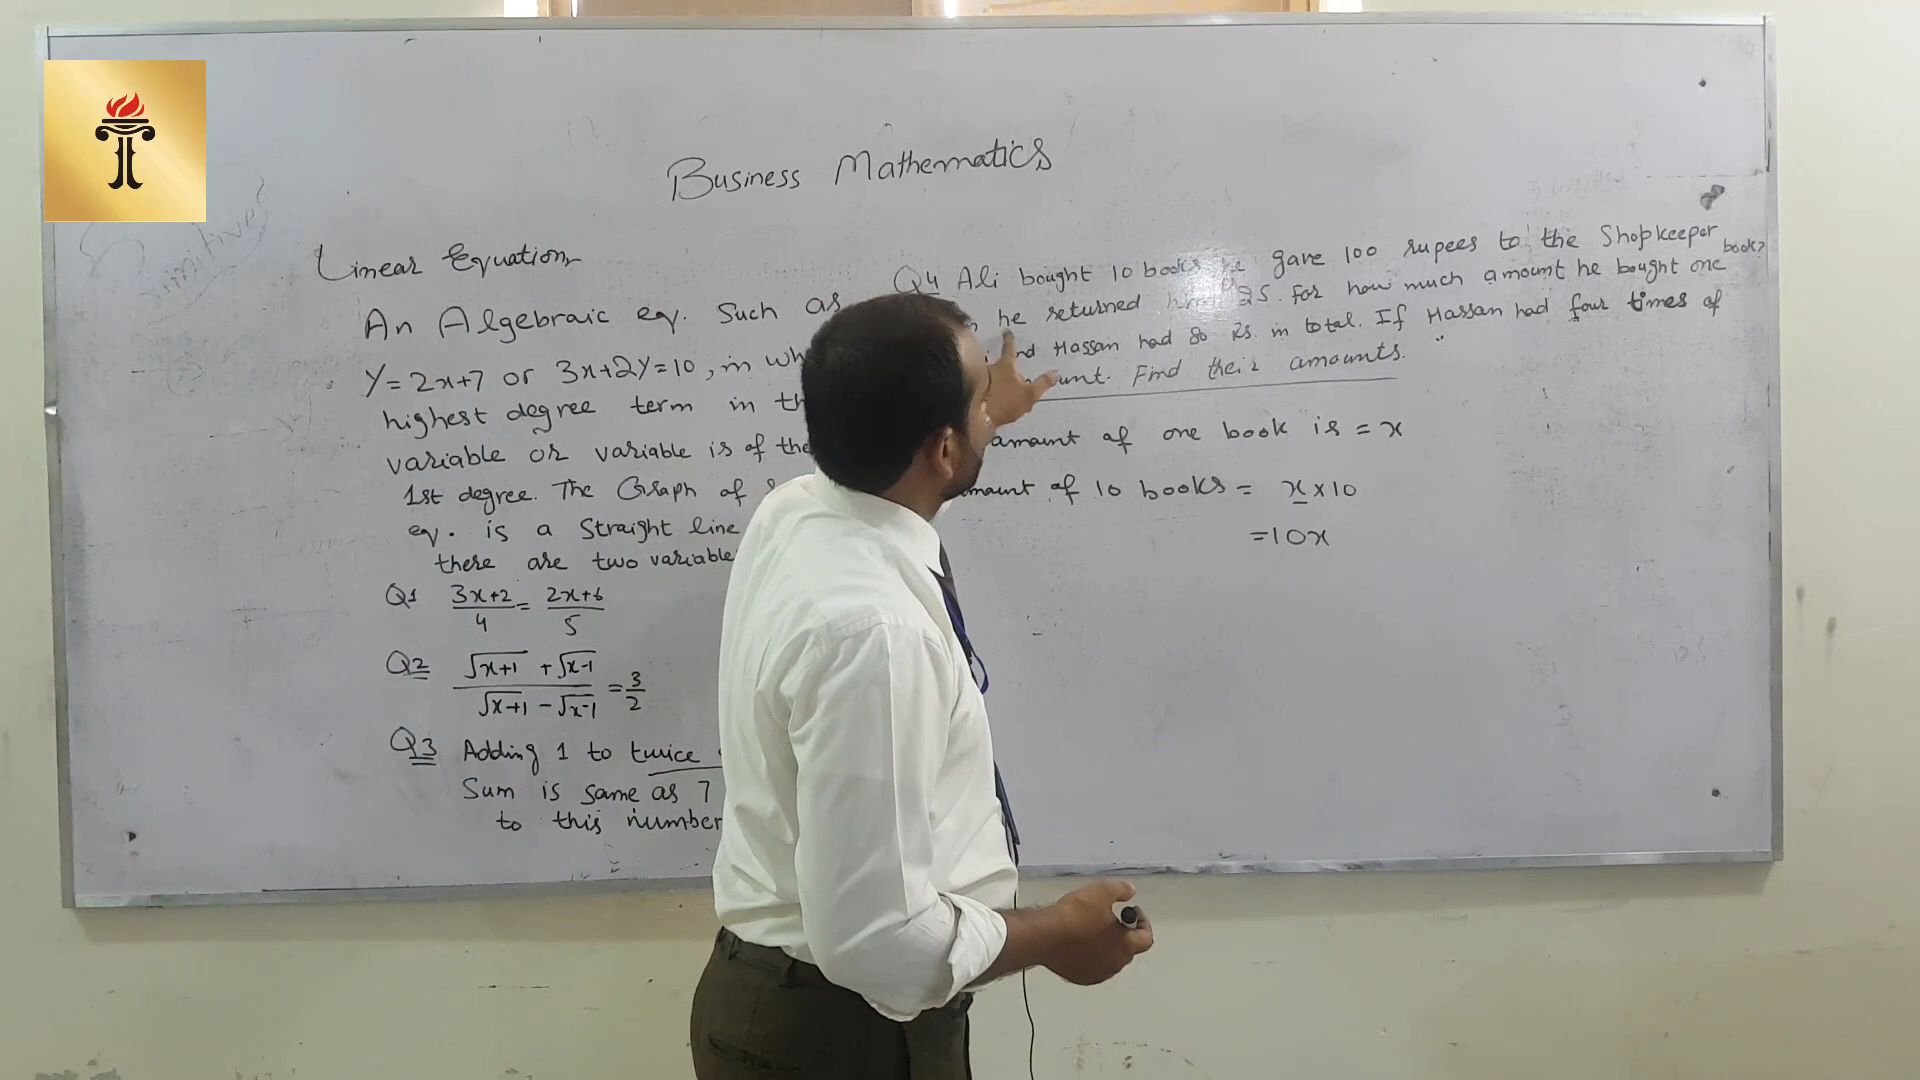 Business Mathematics
Linear Equation
An Algebraic eq. Such as
Y=2x+7 or 3x+2Y=10, in wh
highest degree term in th
variable or variable is of the
1st degree. The Graph of
eq. is a Straight line
there are two variable
Q1 (3x+2)/4 = (2x+6)/5
Q2 (√x+1 + √x-1)/(√x+1 - √x-1) = 3/2
Q3 Adding 1 to twice
Sum is same as 7
to this number
Q4 Ali bought 10 books he gave 100 rupees to the Shopkeeper
he returned him Rs 25. For how much amount he bought one book?
and Hassan had 80 Rs. in total. If Hassan had four times of
amount. Find their amounts.
amount of one book is = x
amount of 10 books = x×10
=10x